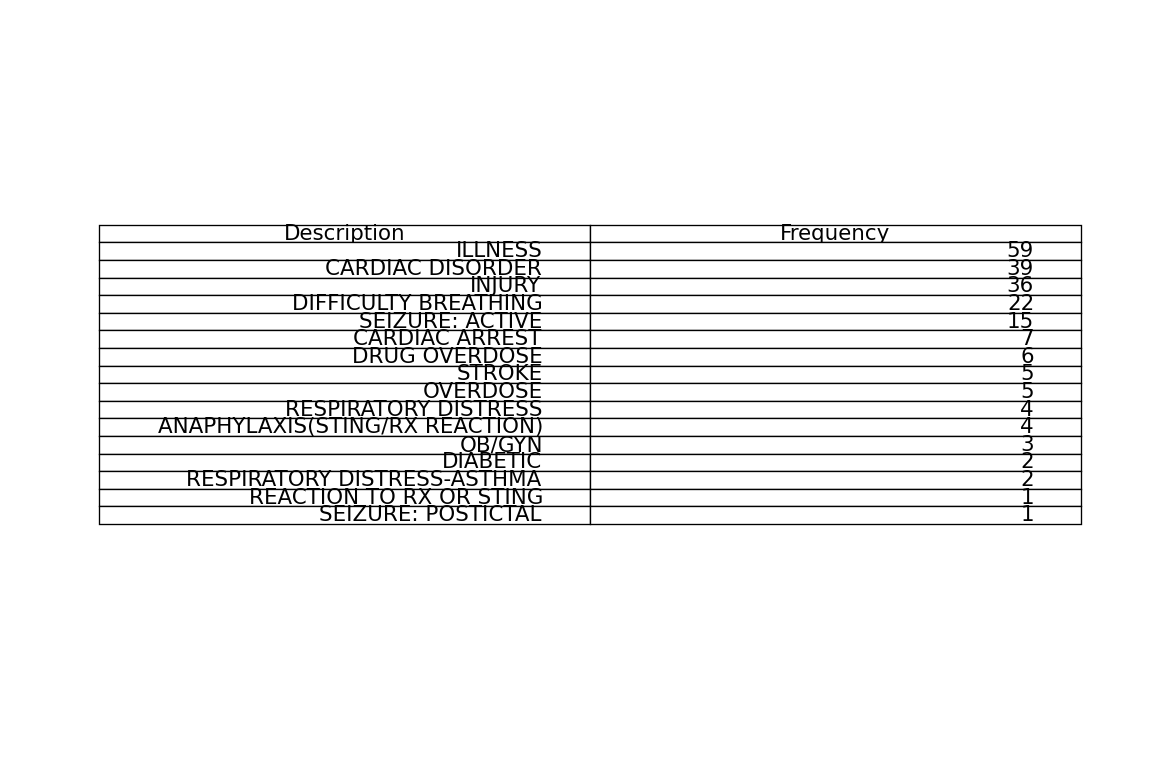 Description Frequency
ILLNESS 59
CARDIAC DISORDER 39
INJURY 36
DIFFICULTY BREATHING 22
SEIZURE: ACTIVE 15
CARDIAC ARREST 7
DRUG OVERDOSE 6
STROKE 5
OVERDOSE 5
RESPIRATORY DISTRESS 4
ANAPHYLAXIS(STING/RX REACTION) 4
OB/GYN 3
DIABETIC 2
RESPIRATORY DISTRESS-ASTHMA 2
REACTION TO RX OR STING 1
SEIZURE: POSTICTAL 1